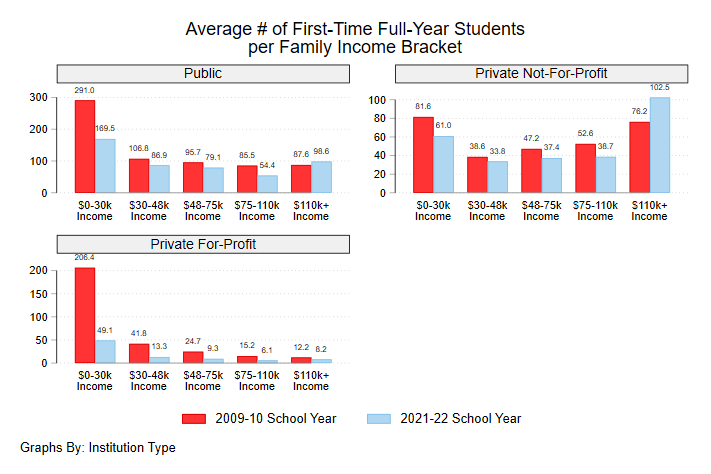 Average # of First-Time Full-Year Students
per Family Income Bracket
Public
300
200
100
0
291.0
169.5
106.8
86.9
95.7
79.1
85.5
54.4
87.6
98.6
$0-30k
Income
$30-48k
Income
$48-75k
Income
$75-110k
Income
$110k+
Income
Private Not-For-Profit
100
80
60
40
20
0
81.6
61.0
38.6
33.8
47.2
37.4
52.6
38.7
76.2
102.5
$0-30k
Income
$30-48k
Income
$48-75k
Income
$75-110k
Income
$110k+
Income
Private For-Profit
200
150
100
50
0
206.4
49.1
41.8
13.3
24.7
9.3
15.2
6.1
12.2
8.2
$0-30k
Income
$30-48k
Income
$48-75k
Income
$75-110k
Income
$110k+
Income
2009-10 School Year
2021-22 School Year
Graphs By: Institution Type